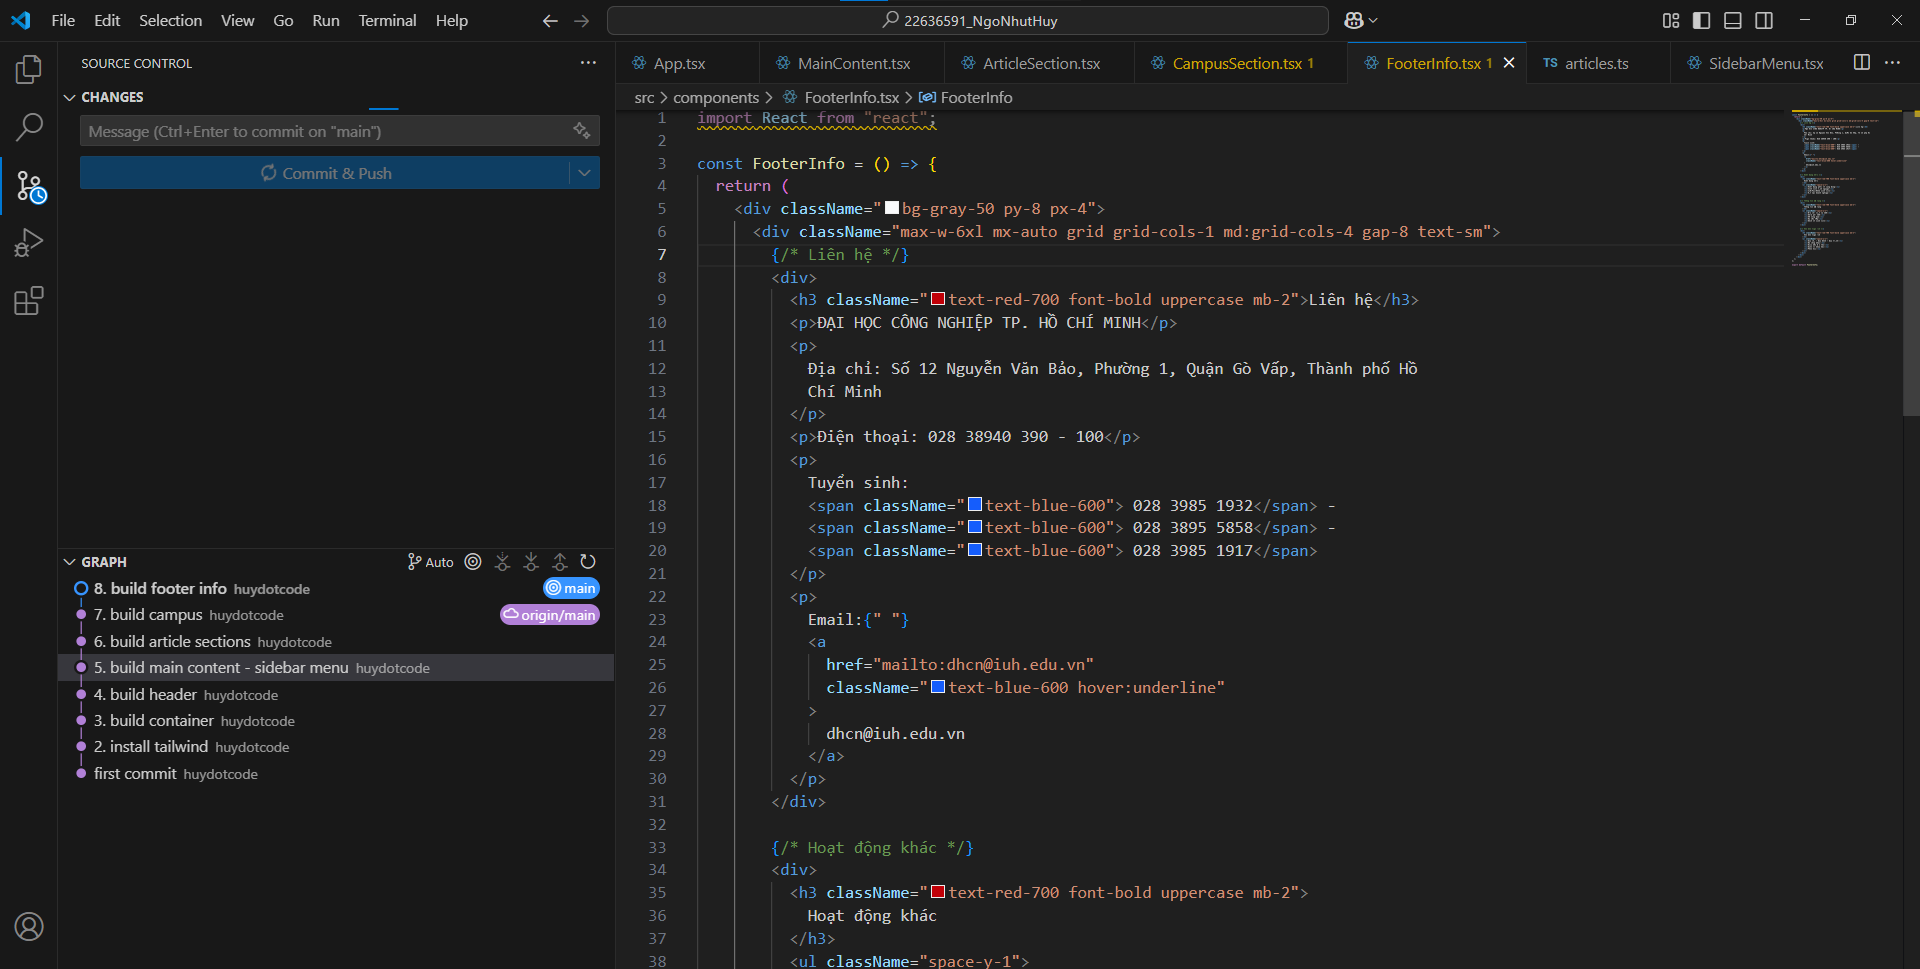 File Edit Selection View Go Run Terminal Help
22636591_NgoNhutHuy
SOURCE CONTROL
CHANGES
Message (Ctrl+Enter to commit on "main")
Commit & Push
GRAPH
Auto
8. build footer info huydotcode main
7. build campus huydotcode origin/main
6. build article sections huydotcode
5. build main content - sidebar menu huydotcode
4. build header huydotcode
3. build container huydotcode
2. install tailwind huydotcode
first commit huydotcode
App.tsx MainContent.tsx ArticleSection.tsx CampusSection.tsx 1 FooterInfo.tsx 1 TS articles.ts SidebarMenu.tsx
src components FooterInfo.tsx FooterInfo
1 import React from "react";
2
3 const FooterInfo = () => {
4 return (
5 <div className="bg-gray-50 py-8 px-4">
6 <div className="max-w-6xl mx-auto grid grid-cols-1 md:grid-cols-4 gap-8 text-sm">
7 {/* Liên hệ */}
8 <div>
9 <h3 className="text-red-700 font-bold uppercase mb-2">Liên hệ</h3>
10 <p>ĐẠI HỌC CÔNG NGHIỆP TP. HỒ CHÍ MINH</p>
11 <p>
12 Địa chỉ: Số 12 Nguyễn Văn Bảo, Phường 1, Quận Gò Vấp, Thành phố Hồ
13 Chí Minh
14 </p>
15 <p>Điện thoại: 028 38940 390 - 100</p>
16 <p>
17 Tuyển sinh:
18 <span className="text-blue-600"> 028 3985 1932</span> -
19 <span className="text-blue-600"> 028 3895 5858</span> -
20 <span className="text-blue-600"> 028 3985 1917</span>
21 </p>
22 <p>
23 Email:{" "}
24 <a
25 href="mailto:dhcn@iuh.edu.vn"
26 className="text-blue-600 hover:underline"
27 >
28 dhcn@iuh.edu.vn
29 </a>
30 </p>
31 </div>
32
33 {/* Hoạt động khác */}
34 <div>
35 <h3 className="text-red-700 font-bold uppercase mb-2">
36 Hoạt động khác
37 </h3>
38 <ul className="space-y-1">